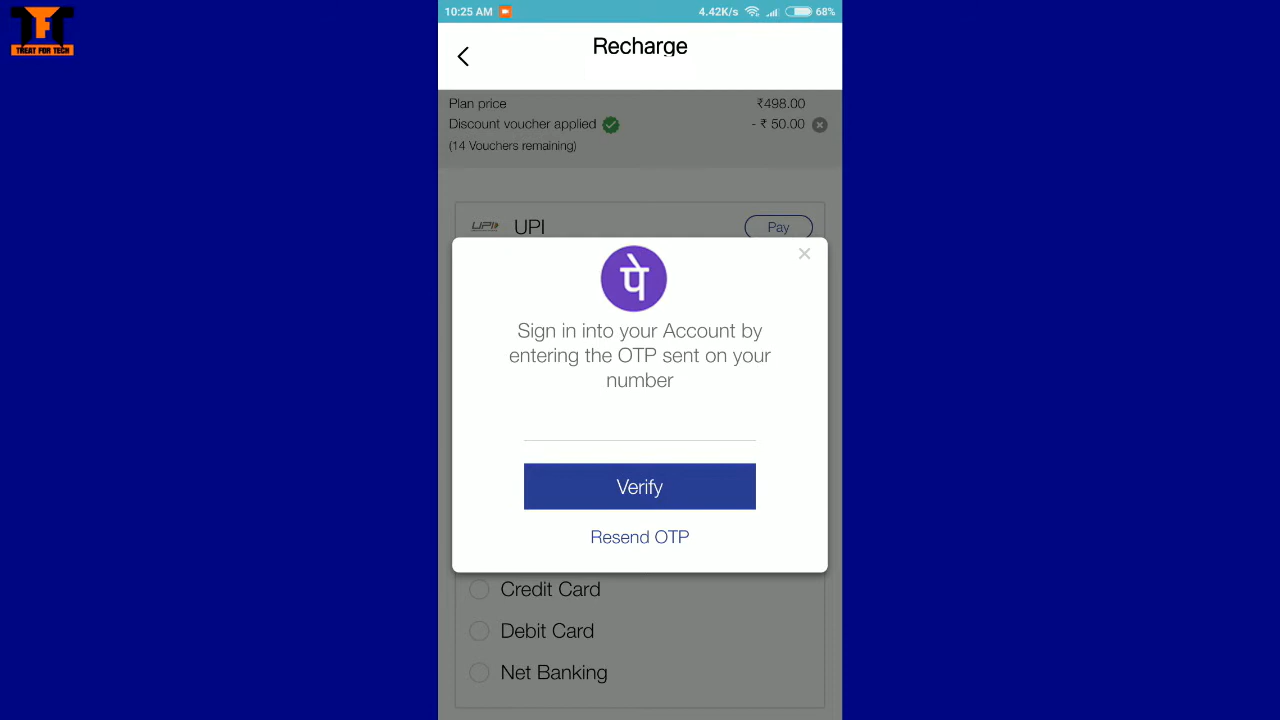 TFT
TREAT FOR TECH
10:25 AM 4.42K/s 68%
Recharge
Plan price ₹498.00
Discount voucher applied - ₹ 50.00
(14 Vouchers remaining)
UPI UPI Pay
पे
Sign in into your Account by
entering the OTP sent on your
number
Verify
Resend OTP
Credit Card
Debit Card
Net Banking